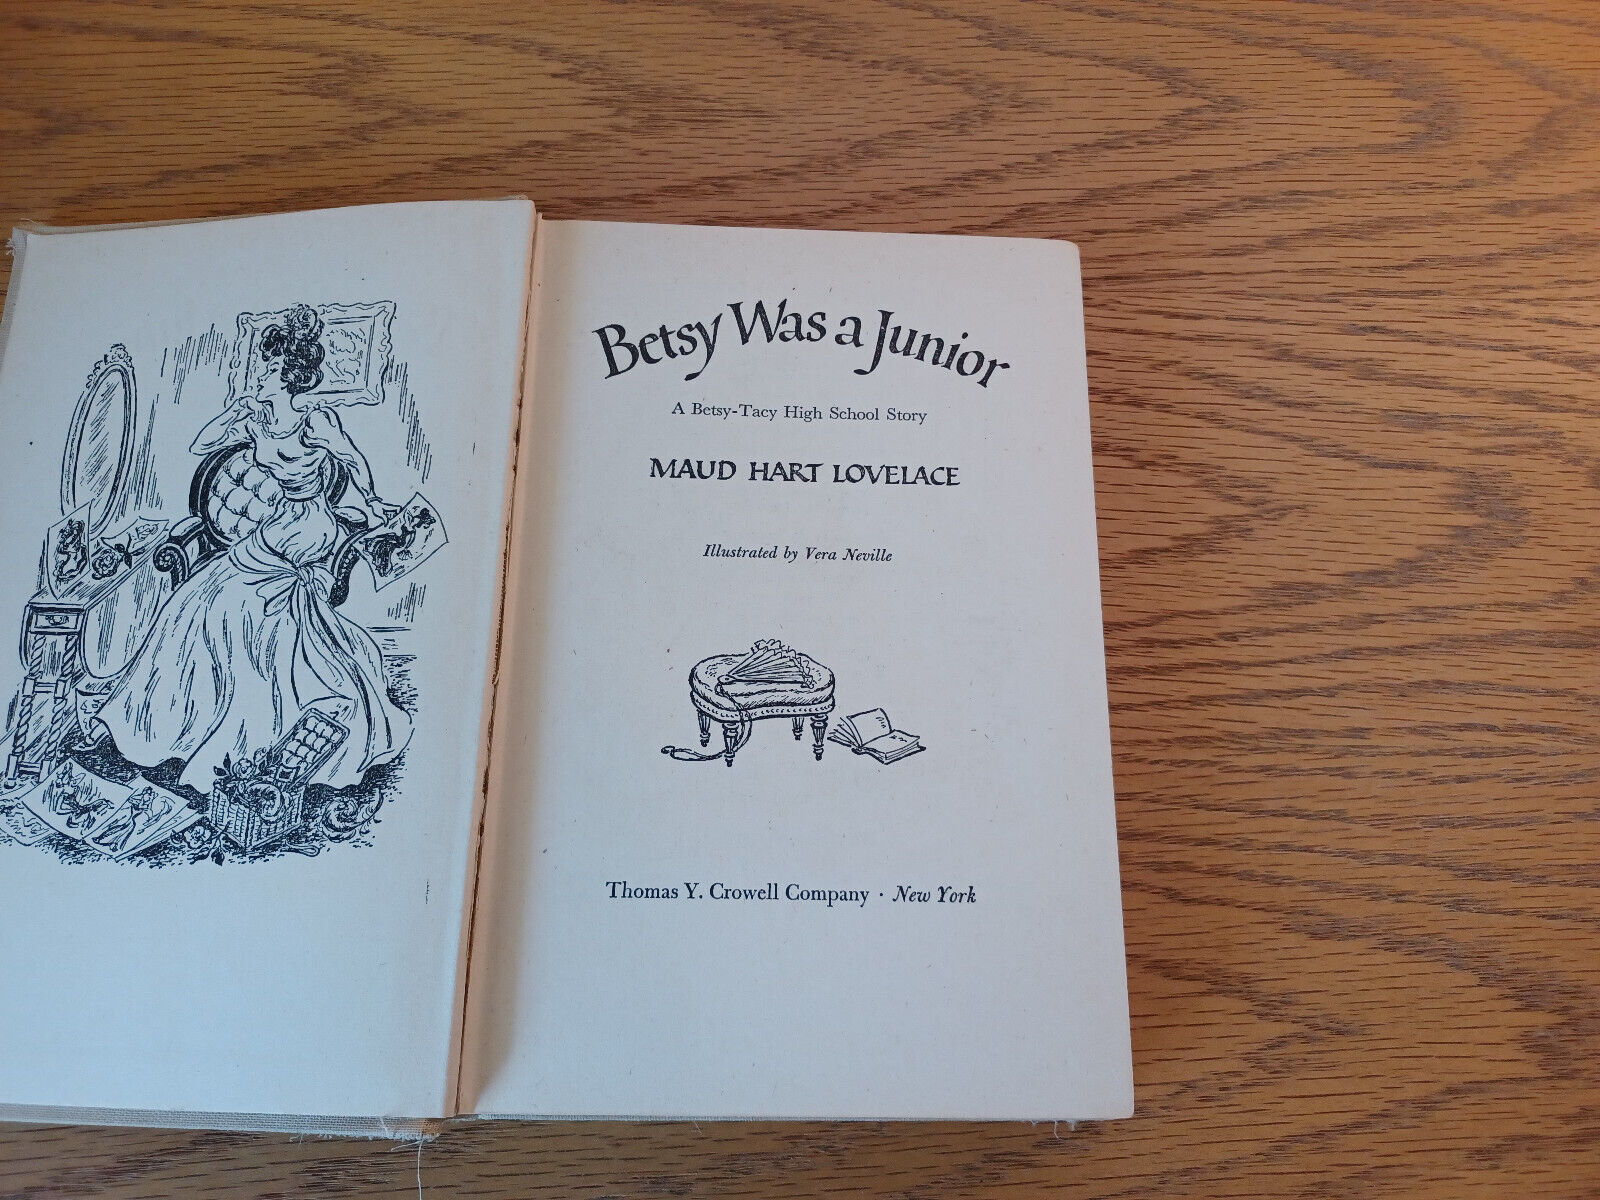 Betsy Was a Junior
A Betsy-Tacy High School Story
MAUD HART LOVELACE
Illustrated by Vera Neville
Thomas Y. Crowell Company · New York